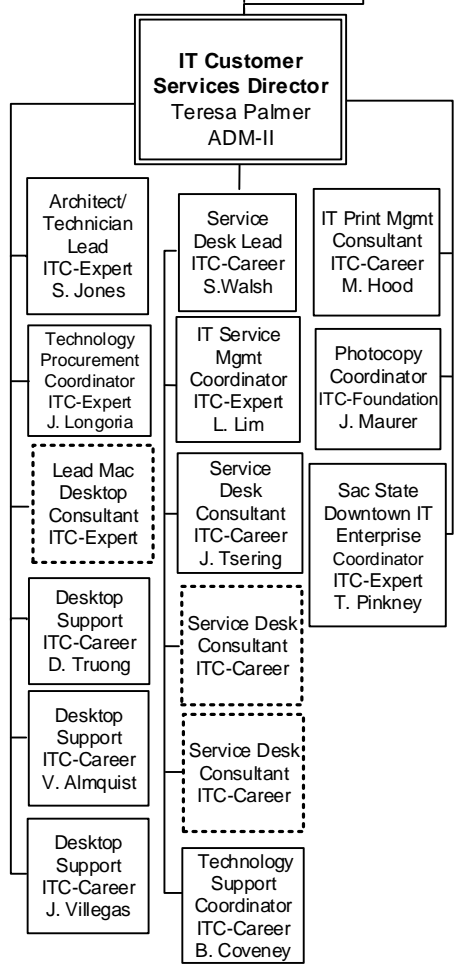 IT Customer
Services Director
Teresa Palmer
ADM-II
Architect/
Technician
Lead
ITC-Expert
S. Jones
Technology
Procurement
Coordinator
ITC-Expert
J. Longoria
Lead Mac
Desktop
Consultant
ITC-Expert
Desktop
Support
ITC-Career
D. Truong
Desktop
Support
ITC-Career
V. Almquist
Desktop
Support
ITC-Career
J. Villegas
Service
Desk Lead
ITC-Career
S.Walsh
IT Service
Mgmt
Coordinator
ITC-Expert
L. Lim
Service
Desk
Consultant
ITC-Career
J. Tsering
Service Desk
Consultant
ITC-Career
Service Desk
Consultant
ITC-Career
Technology
Support
Coordinator
ITC-Career
B. Coveney
IT Print Mgmt
Consultant
ITC-Career
M. Hood
Photocopy
Coordinator
ITC-Foundation
J. Maurer
Sac State
Downtown IT
Enterprise
Coordinator
ITC-Expert
T. Pinkney